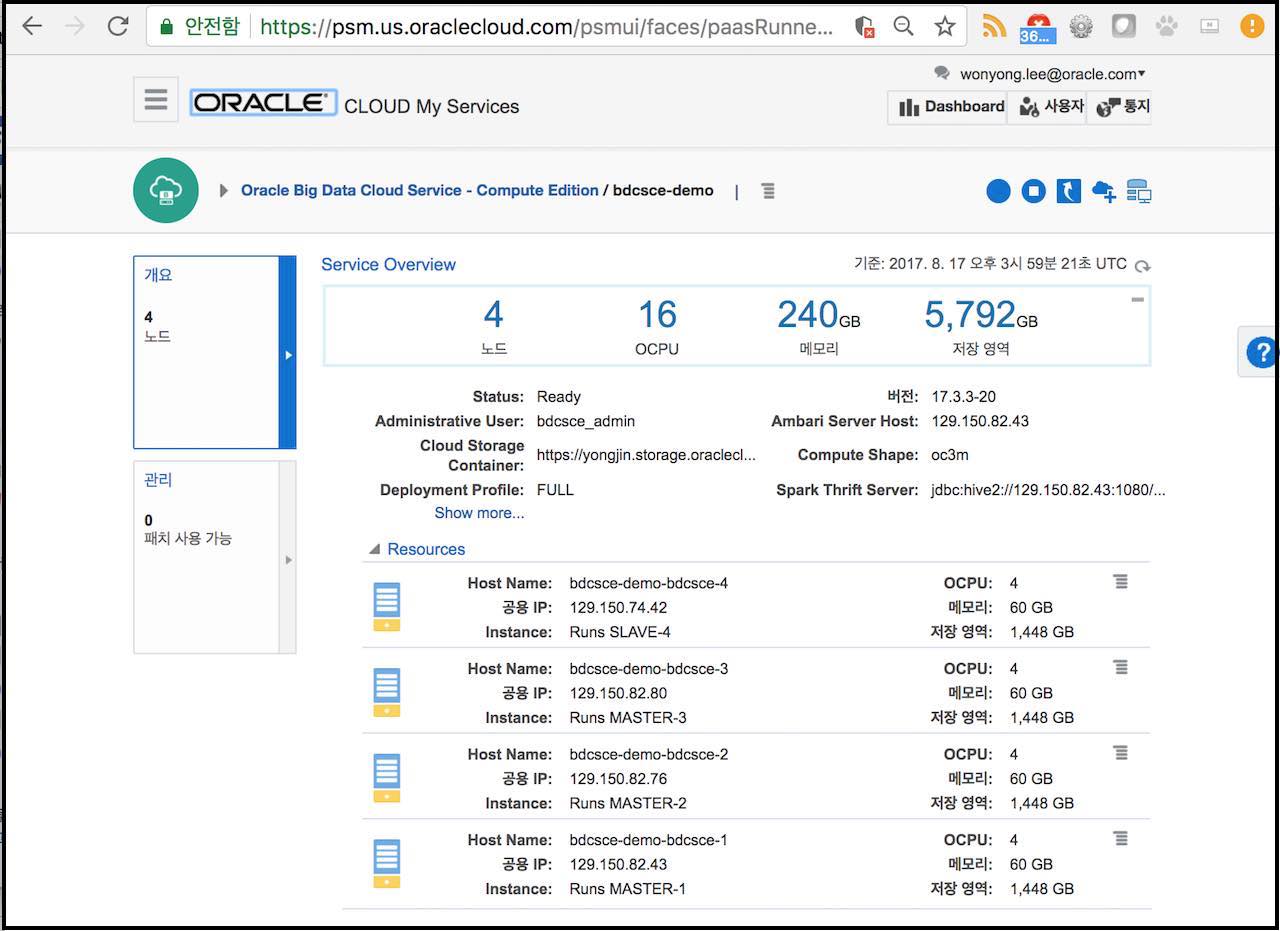 안전함 https://psm.us.oraclecloud.com/psmui/faces/paasRunne... 36...
wonyong.lee@oracle.com
ORACLE CLOUD My Services
Dashboard 사용자 통지
Oracle Big Data Cloud Service - Compute Edition / bdcsce-demo |
개요
4
노드
관리
0
패치 사용 가능
Service Overview
기준: 2017. 8. 17 오후 3시 59분 21초 UTC
4 16 240GB 5,792GB
노드 OCPU 메모리 저장 영역
?
Status: Ready 버전: 17.3.3-20
Administrative User: bdcsce_admin Ambari Server Host: 129.150.82.43
Cloud Storage
Container: https://yongjin.storage.oraclecl... Compute Shape: oc3m
Deployment Profile: FULL Spark Thrift Server: jdbc:hive2://129.150.82.43:1080/...
Show more...
Resources
Host Name: bdcsce-demo-bdcsce-4 OCPU: 4
공용 IP: 129.150.74.42 메모리: 60 GB
Instance: Runs SLAVE-4 저장 영역: 1,448 GB
Host Name: bdcsce-demo-bdcsce-3 OCPU: 4
공용 IP: 129.150.82.80 메모리: 60 GB
Instance: Runs MASTER-3 저장 영역: 1,448 GB
Host Name: bdcsce-demo-bdcsce-2 OCPU: 4
공용 IP: 129.150.82.76 메모리: 60 GB
Instance: Runs MASTER-2 저장 영역: 1,448 GB
Host Name: bdcsce-demo-bdcsce-1 OCPU: 4
공용 IP: 129.150.82.43 메모리: 60 GB
Instance: Runs MASTER-1 저장 영역: 1,448 GB